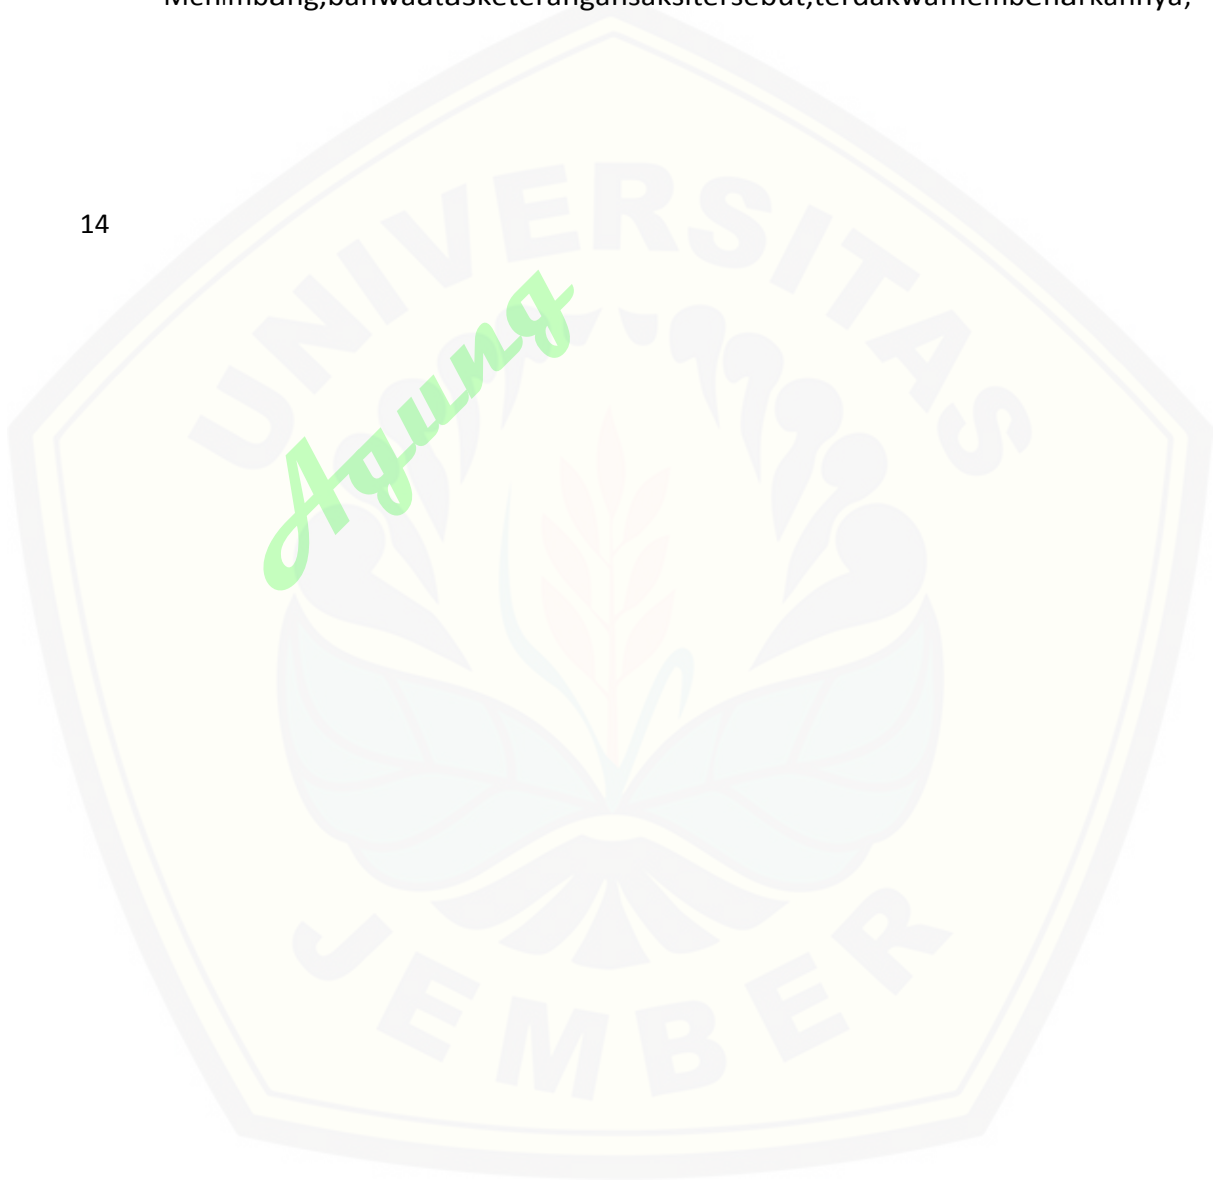 Menimbang,bahwaatasketerangansaksitersebut,terdakwamembenarkannya;
14
UNIVERSITAS
Agung
JEMBER